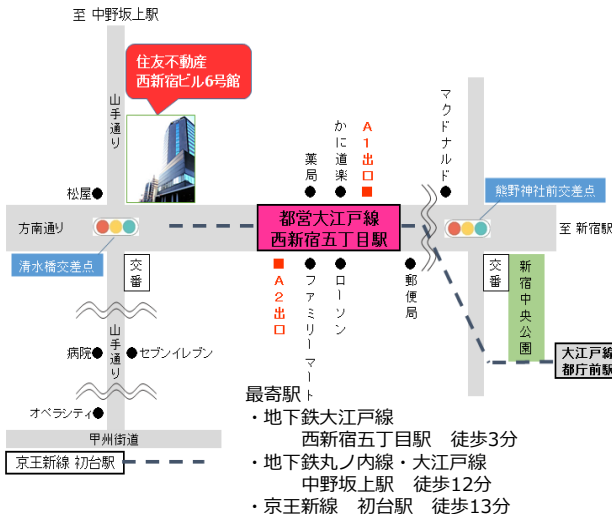 至 中野坂上駅
住友不動産
西新宿ビル6号館
山手通り
松屋
薬局
かに道楽
A1出口
マクドナルド
熊野神社前交差点
方南通り
都営大江戸線
西新宿五丁目駅
至 新宿駅
清水橋交差点
交番
A2出口
ファミリーマート
ローソン
郵便局
交番
新宿中央公園
山手通り
病院
セブンイレブン
大江戸線
都庁前駅
オペラシティ
甲州街道
京王新線 初台駅
最寄駅
・地下鉄大江戸線
西新宿五丁目駅 徒歩3分
・地下鉄丸ノ内線・大江戸線
中野坂上駅 徒歩12分
・京王新線 初台駅 徒歩13分